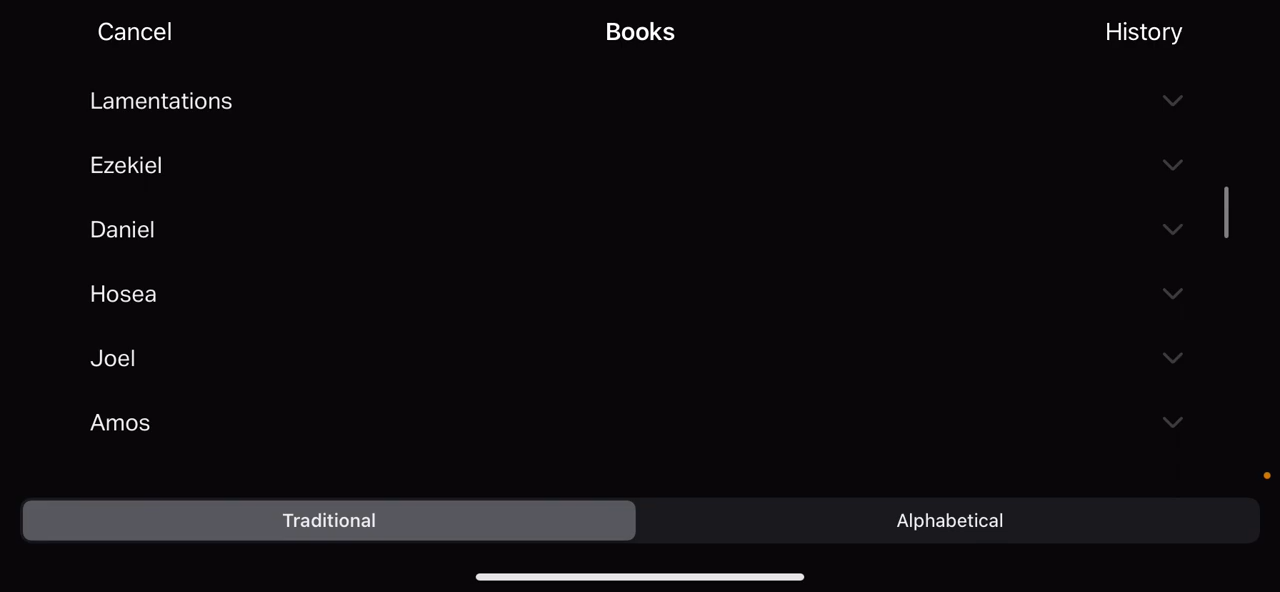 Cancel Books History
Lamentations
Ezekiel
Daniel
Hosea
Joel
Amos
Traditional Alphabetical